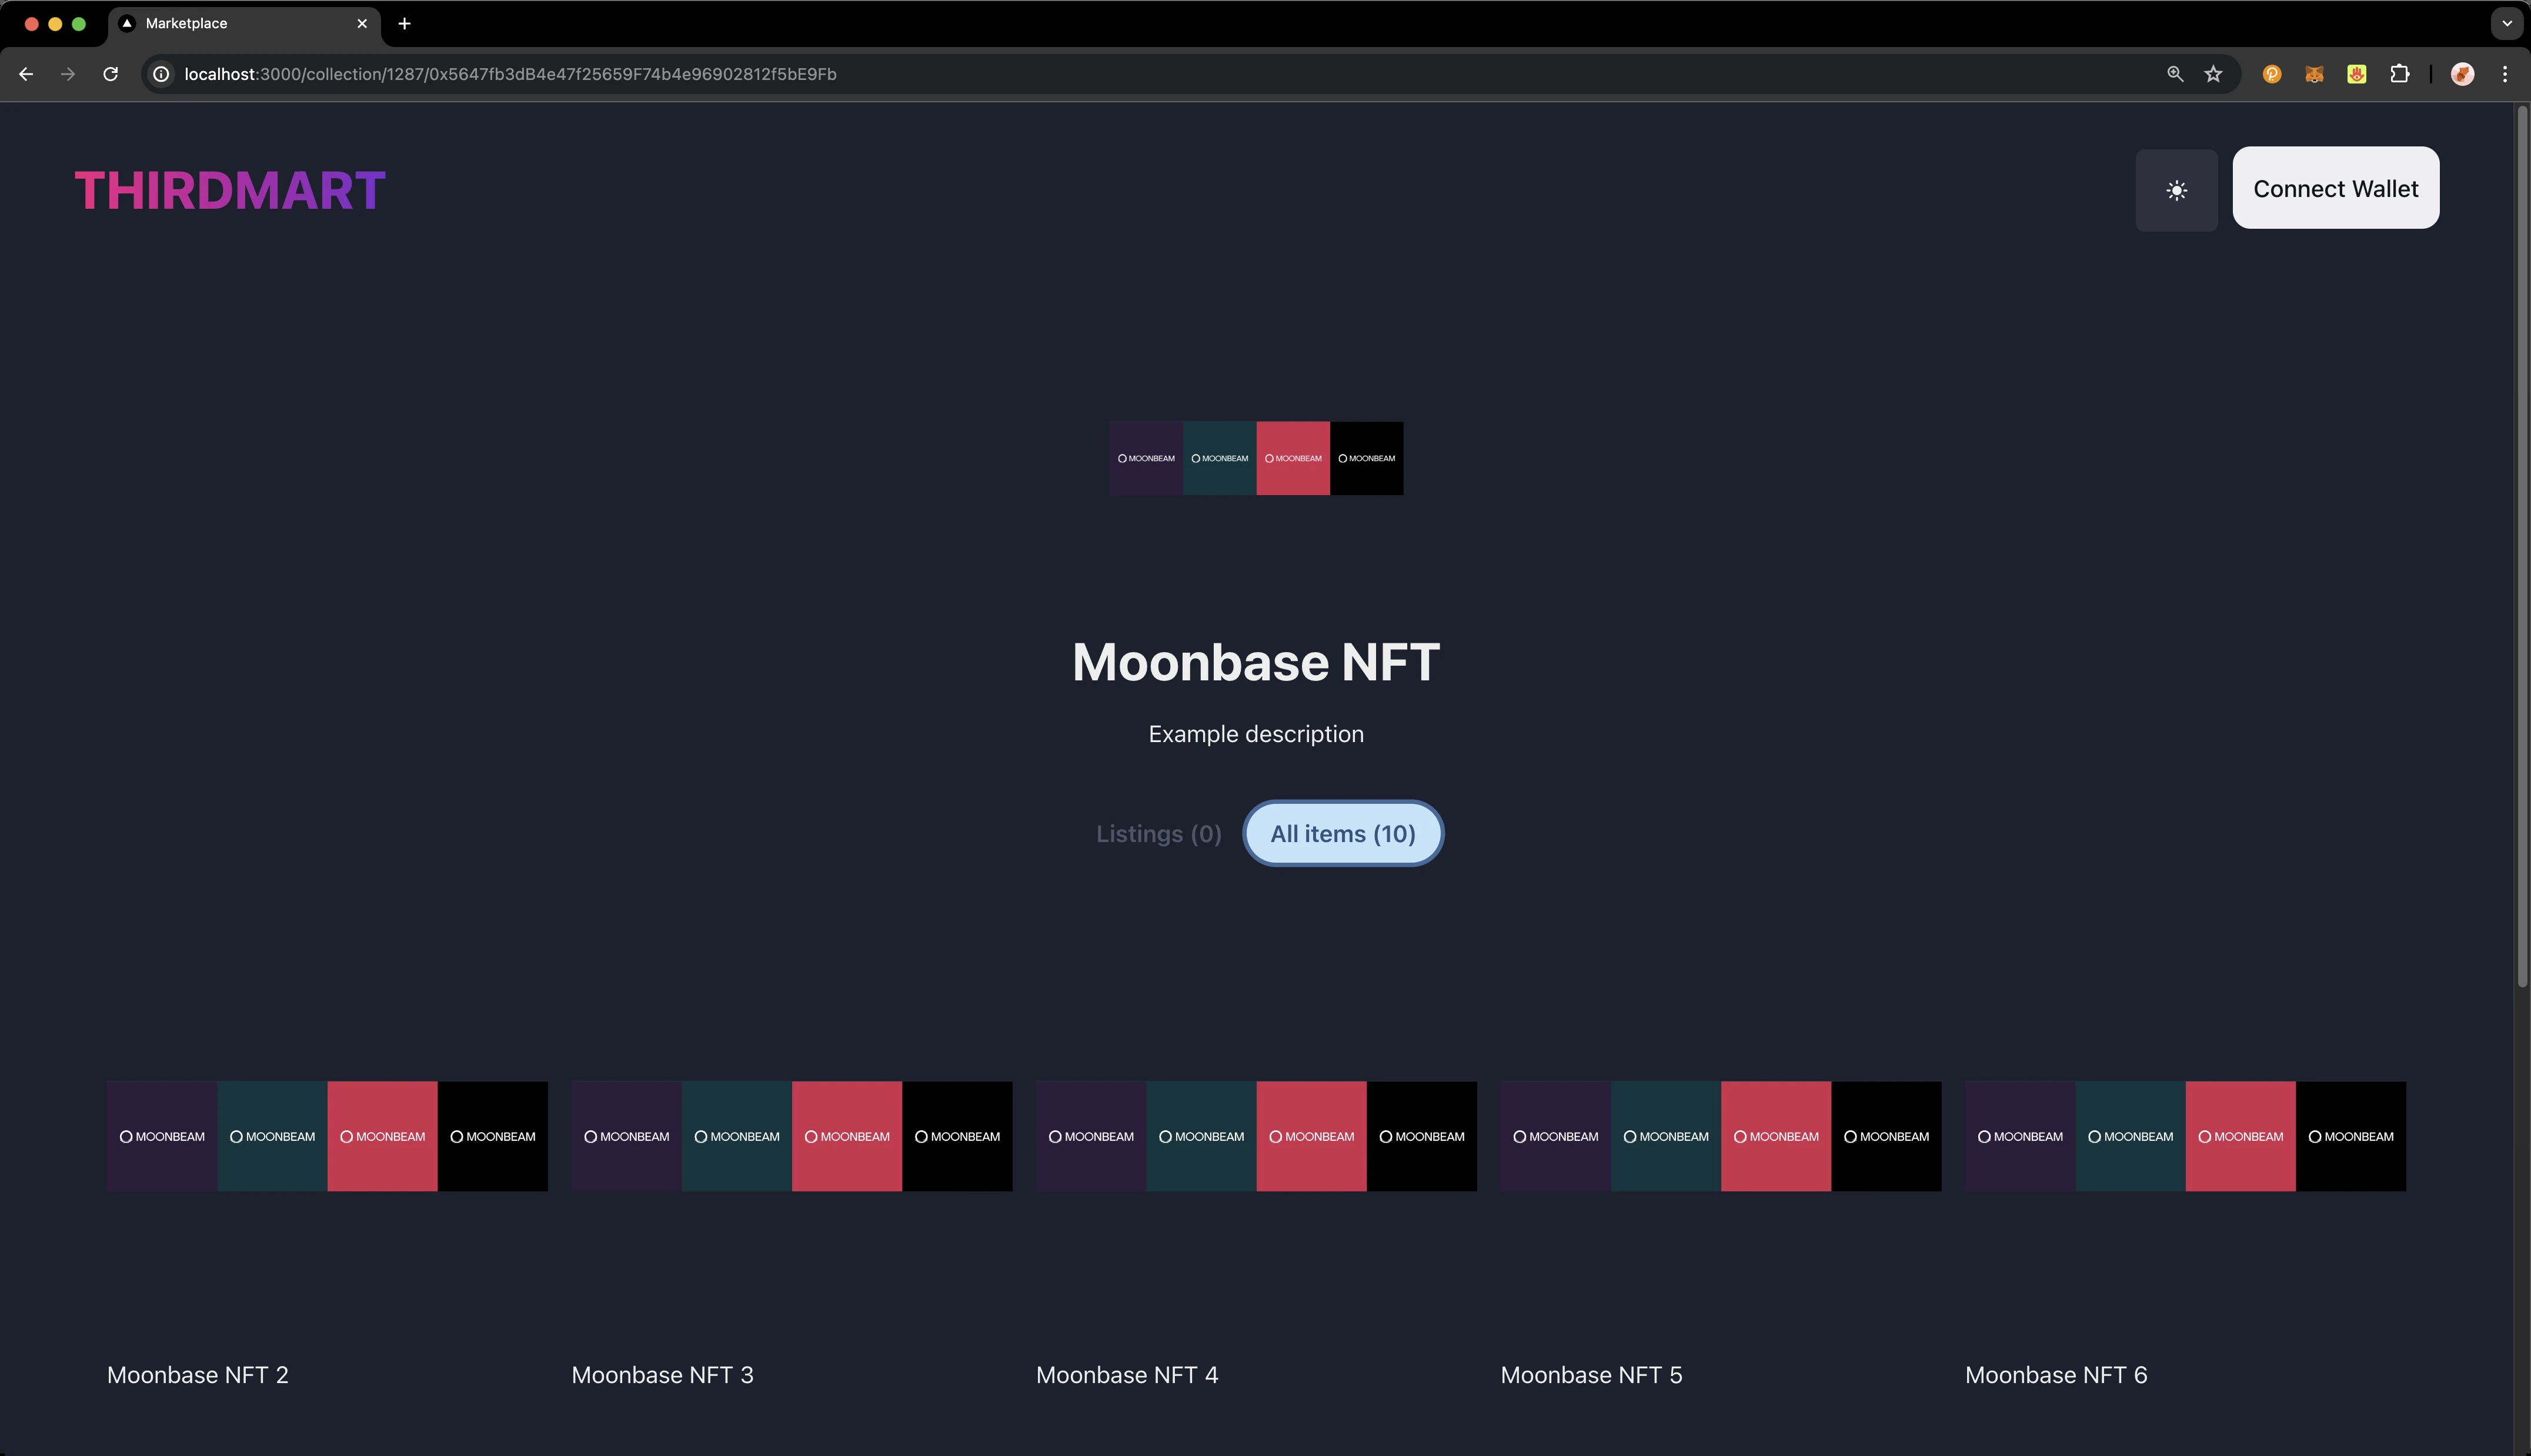 Marketplace
localhost:3000/collection/1287/0x5647fb3dB4e47f25659F74b4e96902812f5bE9Fb
THIRDMART
Connect Wallet
MOONBEAM MOONBEAM MOONBEAM MOONBEAM
Moonbase NFT
Example description
Listings (0) All items (10)
MOONBEAM MOONBEAM MOONBEAM MOONBEAM MOONBEAM MOONBEAM MOONBEAM MOONBEAM MOONBEAM MOONBEAM MOONBEAM MOONBEAM MOONBEAM MOONBEAM MOONBEAM MOONBEAM MOONBEAM MOONBEAM MOONBEAM MOONBEAM
Moonbase NFT 2 Moonbase NFT 3 Moonbase NFT 4 Moonbase NFT 5 Moonbase NFT 6